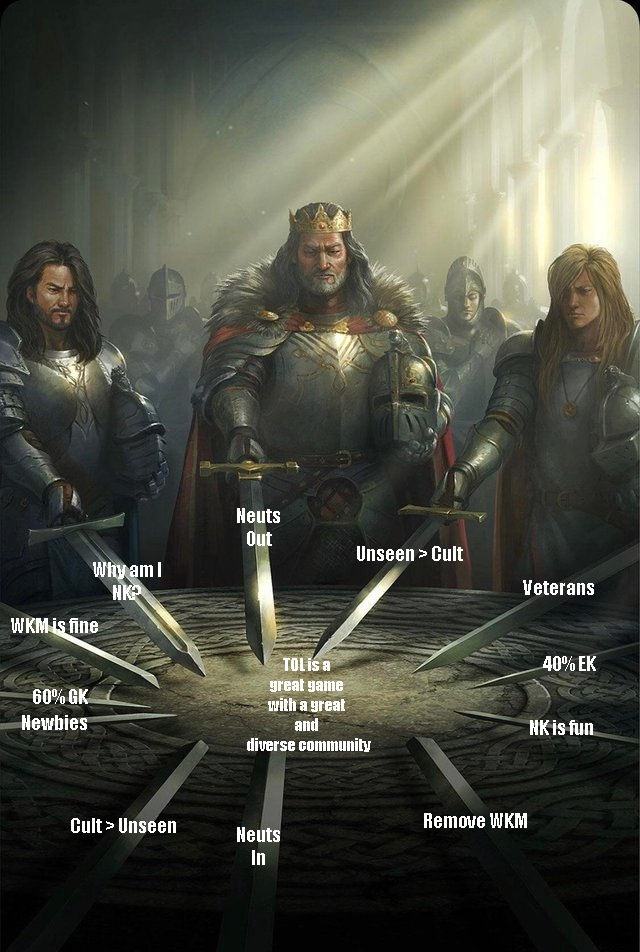 Neuts
Out
Unseen > Cult
Why am I
NK?
Veterans
WKM is fine
40% EK
TOL is a
great game
with a great
and
diverse community
60% GK
Newbies
NK is fun
Cult > Unseen
Neuts
In
Remove WKM